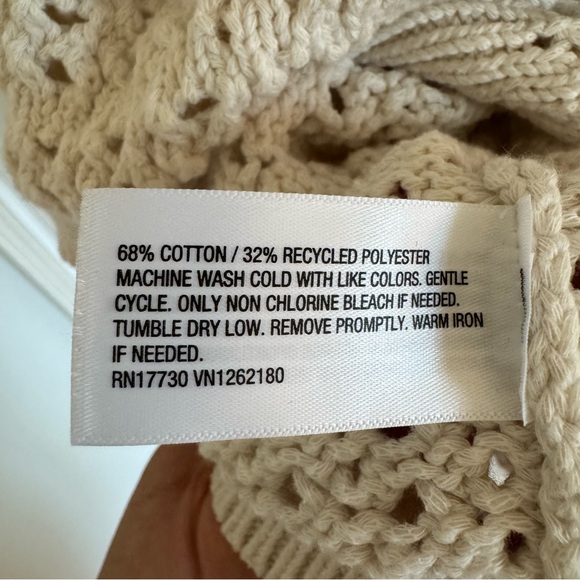 68% COTTON / 32% RECYCLED POLYESTER
MACHINE WASH COLD WITH LIKE COLORS. GENTLE
CYCLE. ONLY NON CHLORINE BLEACH IF NEEDED.
TUMBLE DRY LOW. REMOVE PROMPTLY. WARM IRON
IF NEEDED.
RN17730 VN1262180